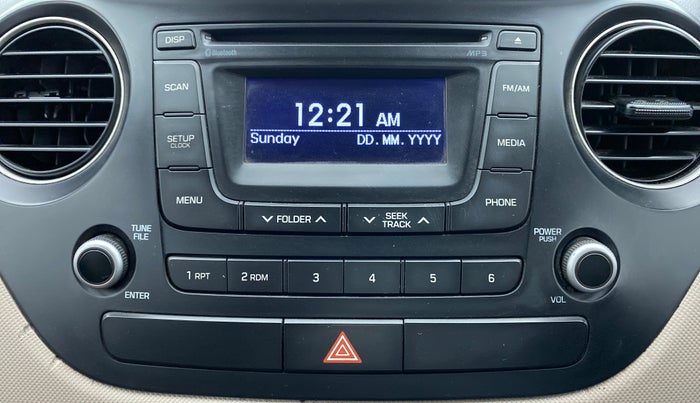 DISP
Bluetooth
MP3
SCAN
FM/AM
12:21 AM
Sunday DD.MM.YYYY
SETUP
CLOCK
MEDIA
MENU
PHONE
FOLDER
SEEK
TRACK
TUNE
FILE
POWER
PUSH
1 RPT
2 RDM
3
4
5
6
ENTER
VOL